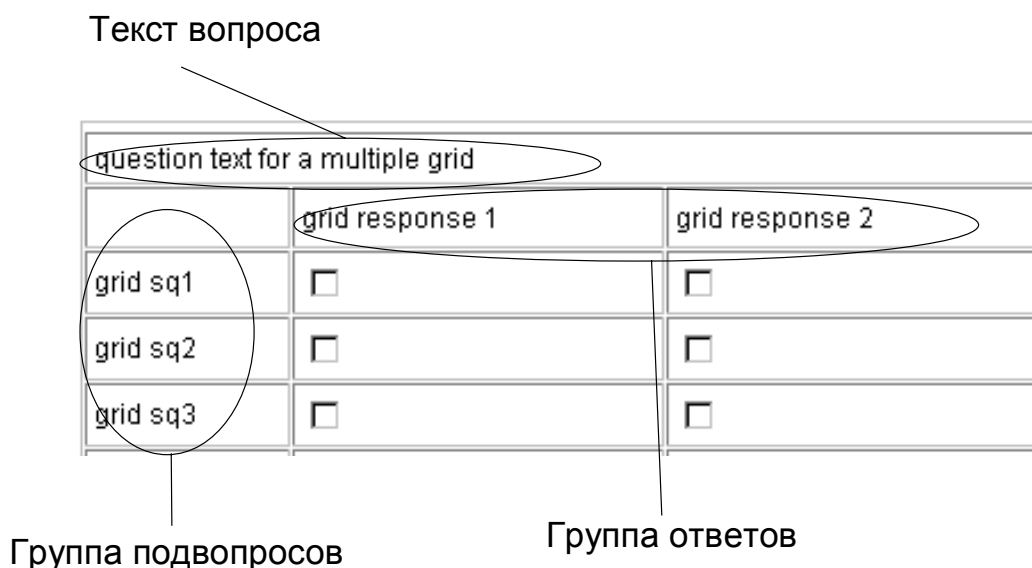 Текст вопроса
question text for a multiple grid
grid response 1 grid response 2
grid sq1
grid sq2
grid sq3
Группа подвопросов
Группа ответов